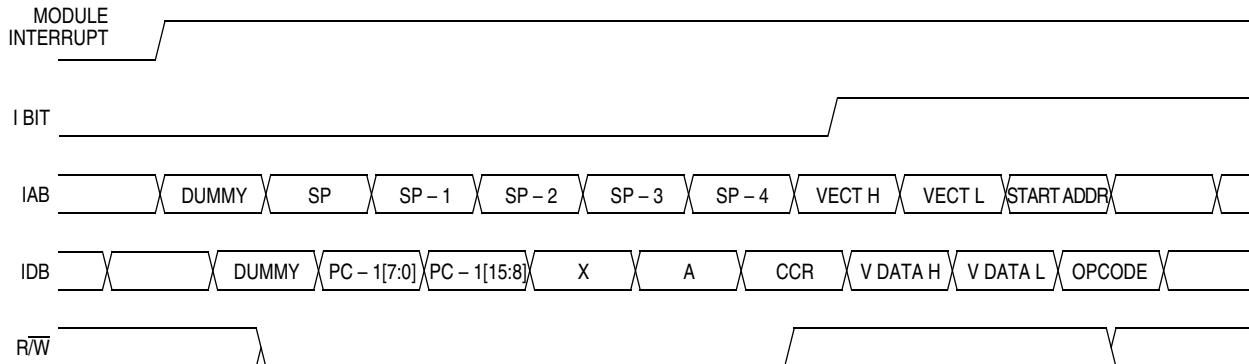 MODULE
INTERRUPT
I BIT
IAB DUMMY SP SP – 1 SP – 2 SP – 3 SP – 4 VECT H VECT L START ADDR
IDB DUMMY PC – 1[7:0] PC – 1[15:8] X A CCR V DATA H V DATA L OPCODE
R/W̅